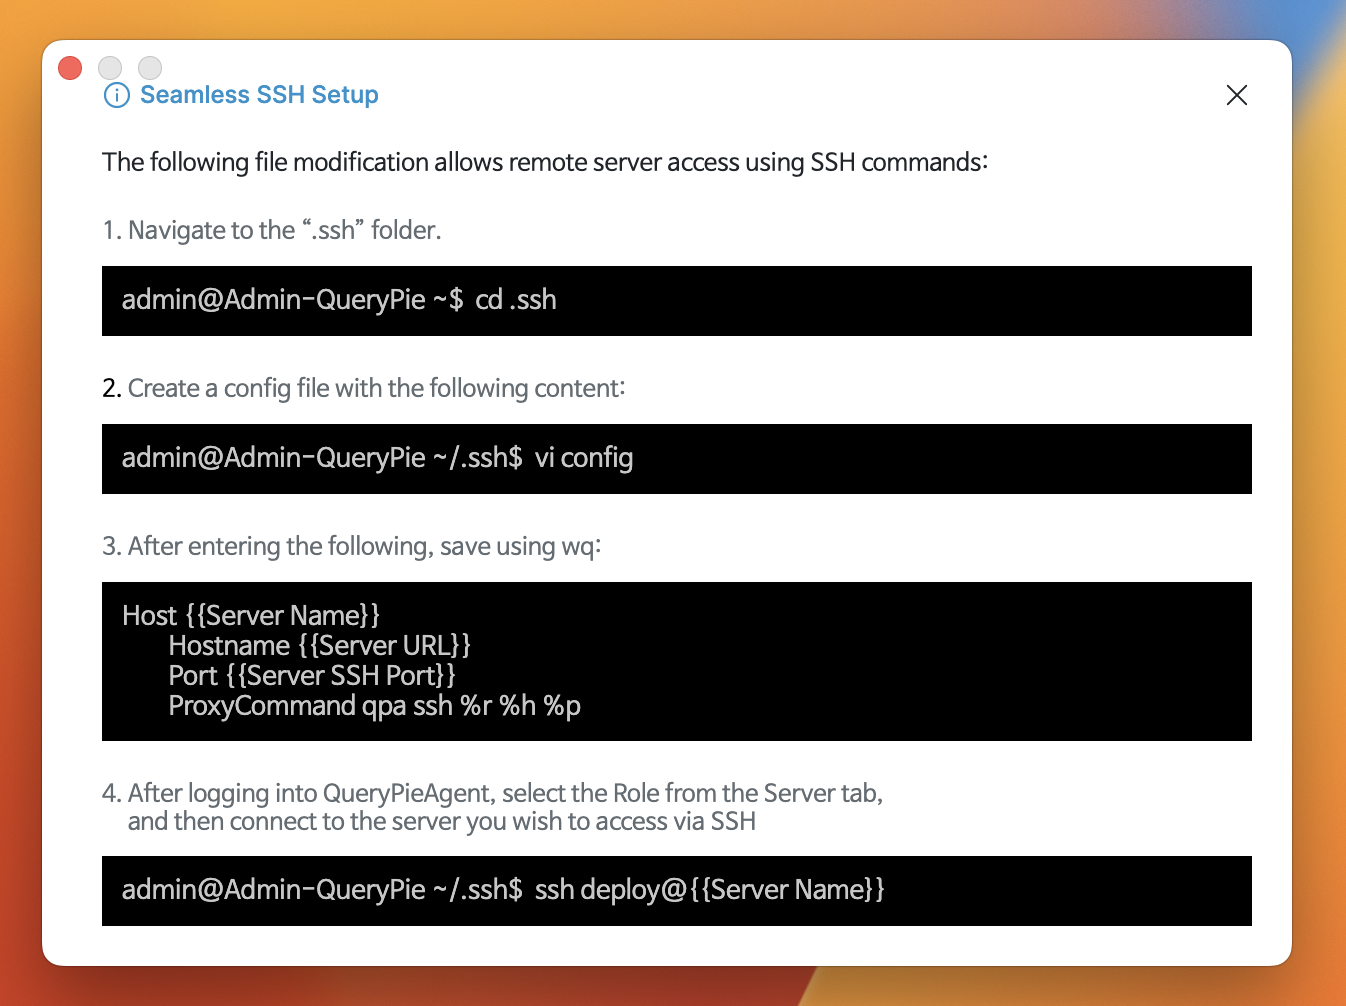 Seamless SSH Setup
The following file modification allows remote server access using SSH commands:
1. Navigate to the “.ssh” folder.
admin@Admin-QueryPie ~$ cd .ssh
2. Create a config file with the following content:
admin@Admin-QueryPie ~/.ssh$ vi config
3. After entering the following, save using wq:
Host {{Server Name}}
Hostname {{Server URL}}
Port {{Server SSH Port}}
ProxyCommand qpa ssh %r %h %p
4. After logging into QueryPieAgent, select the Role from the Server tab,
and then connect to the server you wish to access via SSH
admin@Admin-QueryPie ~/.ssh$ ssh deploy@{{Server Name}}